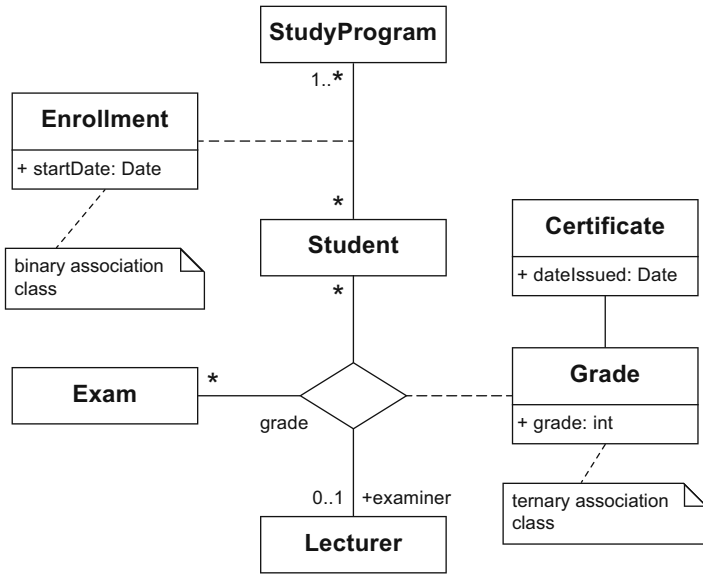 StudyProgram
1..*
Enrollment
+ startDate: Date
*
binary association
class
Student
*
Certificate
+ dateIssued: Date
Exam
*
grade
Grade
+ grade: int
0..1
+examiner
ternary association
class
Lecturer